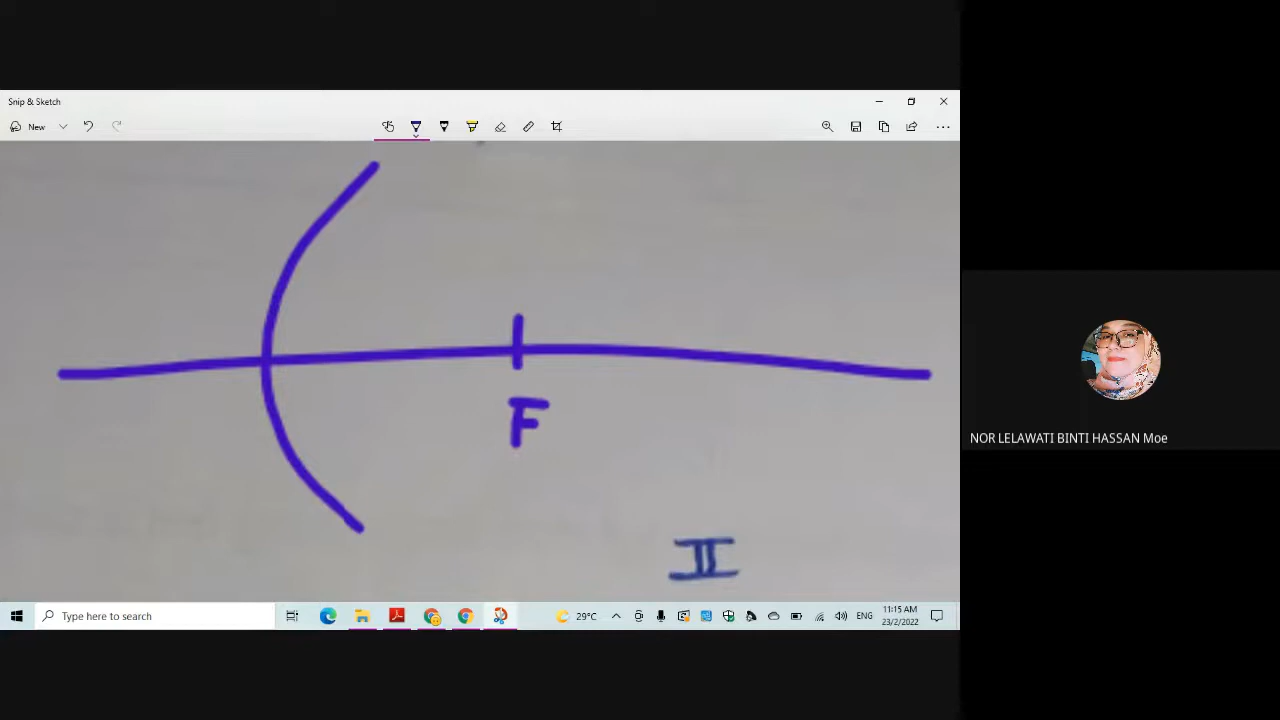 Snip & Sketch
New
F
II
NOR LELAWATI BINTI HASSAN Moe
Type here to search
29°C
ENG
11:15 AM
23/2/2022